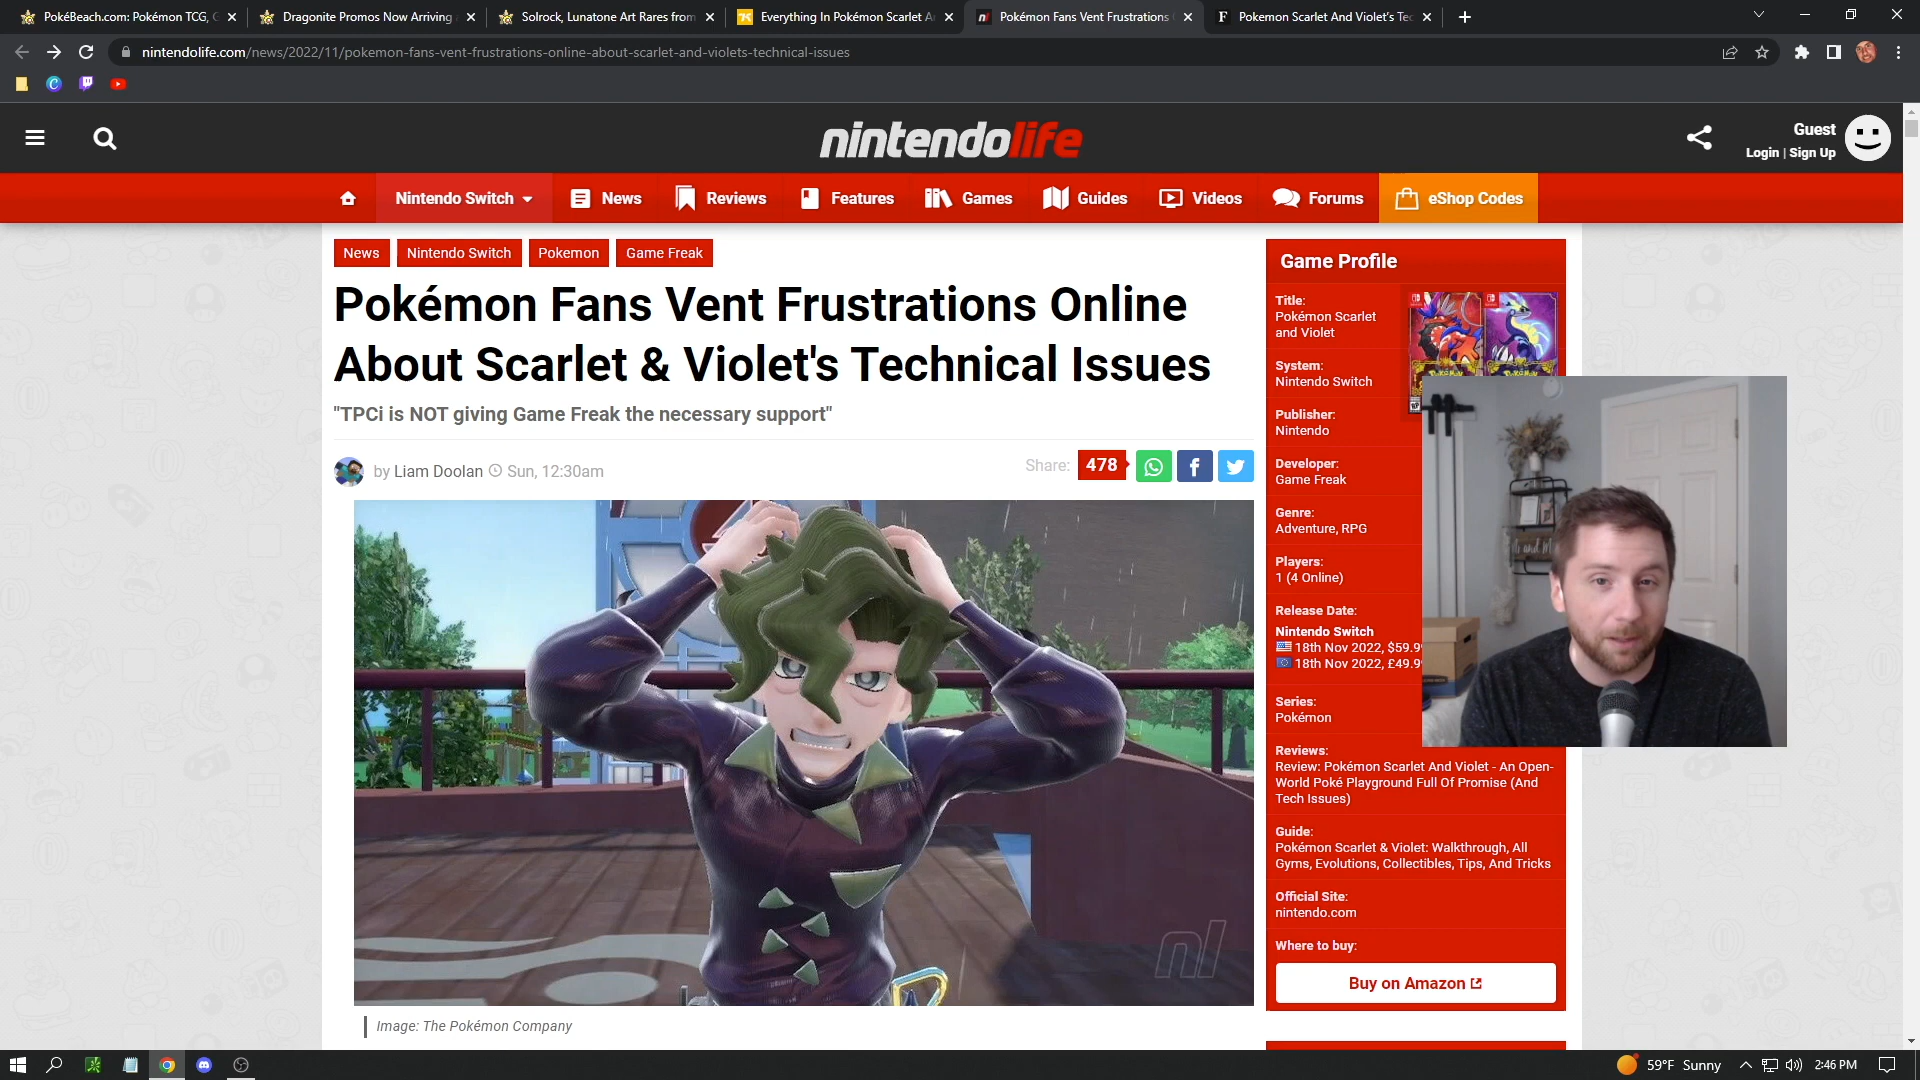 PokéBeach.com: Pokémon TCG, G
Dragonite Promos Now Arriving
Solrock, Lunatone Art Rares from
Everything In Pokémon Scarlet A
Pokémon Fans Vent Frustrations
Pokemon Scarlet And Violet's Tec
nintendolife.com/news/2022/11/pokemon-fans-vent-frustrations-online-about-scarlet-and-violets-technical-issues
nintendolife
Guest
Login | Sign Up
Nintendo Switch
News
Reviews
Features
Games
Guides
Videos
Forums
eShop Codes
News
Nintendo Switch
Pokemon
Game Freak
Pokémon Fans Vent Frustrations Online
About Scarlet & Violet's Technical Issues
"TPCi is NOT giving Game Freak the necessary support"
by Liam Doolan Sun, 12:30am
Share: 478
nl
Image: The Pokémon Company
Game Profile
Title:
Pokémon Scarlet
and Violet
System:
Nintendo Switch
Publisher:
Nintendo
Developer:
Game Freak
Genre:
Adventure, RPG
Players:
1 (4 Online)
Release Date:
Nintendo Switch
18th Nov 2022, $59.9
18th Nov 2022, £49.9
Series:
Pokémon
Reviews:
Review: Pokémon Scarlet And Violet - An Open-
World Poké Playground Full Of Promise (And
Tech Issues)
Guide:
Pokémon Scarlet & Violet: Walkthrough, All
Gyms, Evolutions, Collectibles, Tips, And Tricks
Official Site:
nintendo.com
Where to buy:
Buy on Amazon
59°F Sunny
2:46 PM